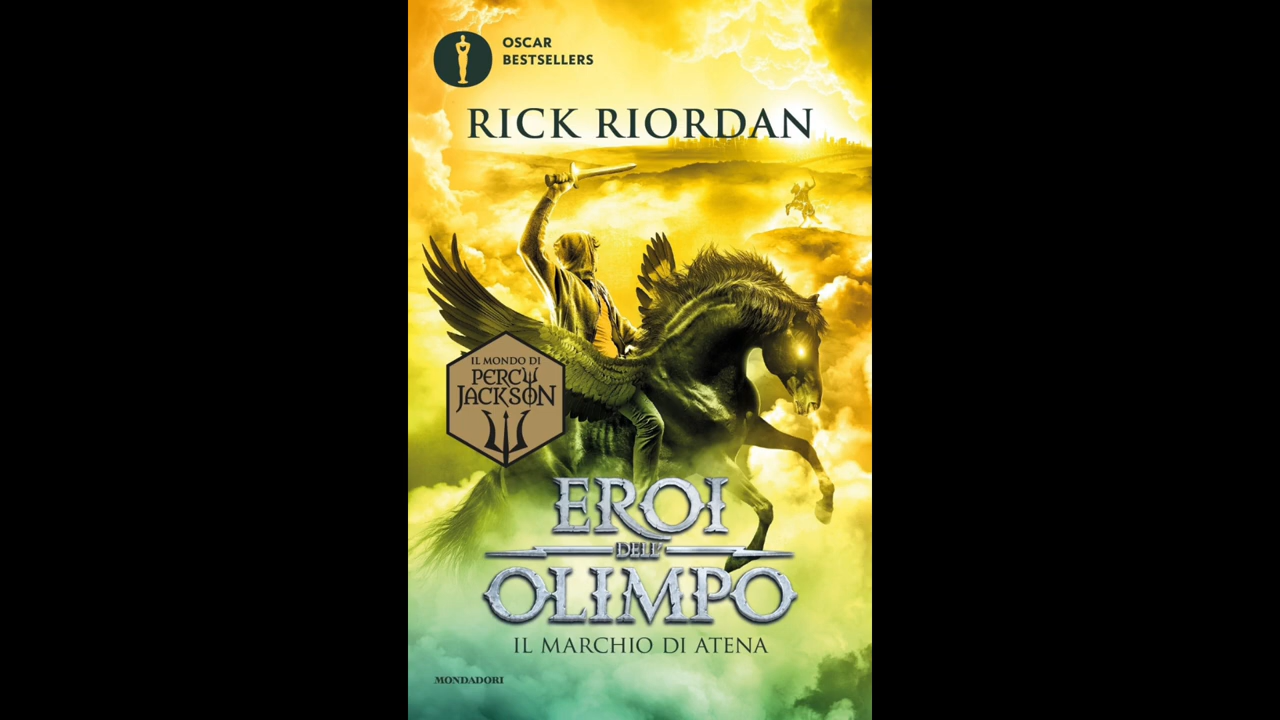 OSCAR
BESTSELLERS
RICK RIORDAN
IL MONDO DI
PERCY
JACKSON
EROI
DELL'
OLIMPO
IL MARCHIO DI ATENA
MONDADORI